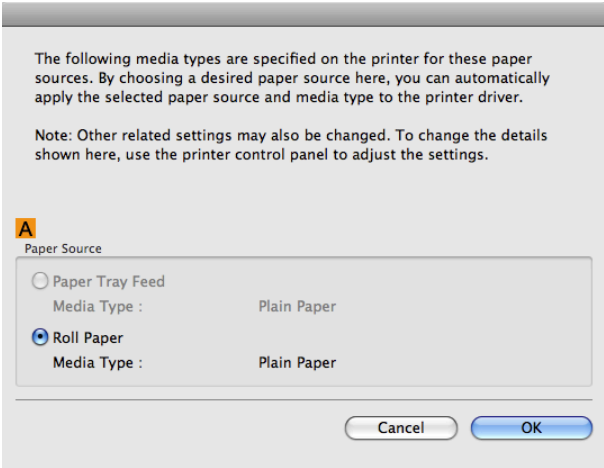 The following media types are specified on the printer for these paper
sources. By choosing a desired paper source here, you can automatically
apply the selected paper source and media type to the printer driver.
Note: Other related settings may also be changed. To change the details
shown here, use the printer control panel to adjust the settings.
A
Paper Source
Paper Tray Feed
Media Type : Plain Paper
Roll Paper
Media Type : Plain Paper
Cancel OK